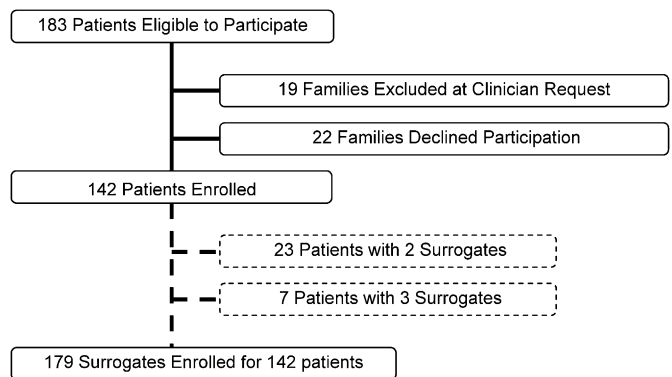 183 Patients Eligible to Participate
19 Families Excluded at Clinician Request
22 Families Declined Participation
142 Patients Enrolled
23 Patients with 2 Surrogates
7 Patients with 3 Surrogates
179 Surrogates Enrolled for 142 patients